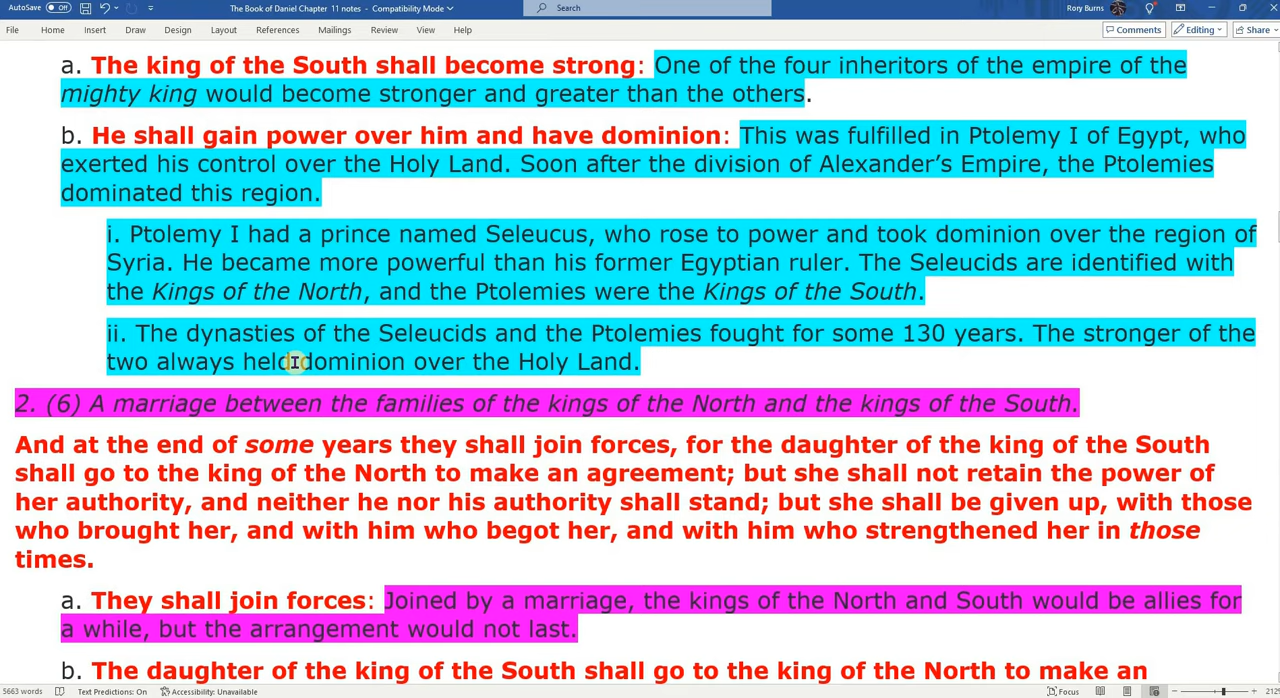 AutoSave Off The Book of Daniel Chapter 11 notes - Compatibility Mode Search Rory Burns
File Home Insert Draw Design Layout References Mailings Review View Help Comments Editing Share
a. The king of the South shall become strong: One of the four inheritors of the empire of the
mighty king would become stronger and greater than the others.
b. He shall gain power over him and have dominion: This was fulfilled in Ptolemy I of Egypt, who
exerted his control over the Holy Land. Soon after the division of Alexander’s Empire, the Ptolemies
dominated this region.
i. Ptolemy I had a prince named Seleucus, who rose to power and took dominion over the region of
Syria. He became more powerful than his former Egyptian ruler. The Seleucids are identified with
the Kings of the North, and the Ptolemies were the Kings of the South.
ii. The dynasties of the Seleucids and the Ptolemies fought for some 130 years. The stronger of the
two always held dominion over the Holy Land.
2. (6) A marriage between the families of the kings of the North and the kings of the South.
And at the end of some years they shall join forces, for the daughter of the king of the South
shall go to the king of the North to make an agreement; but she shall not retain the power of
her authority, and neither he nor his authority shall stand; but she shall be given up, with those
who brought her, and with him who begot her, and with him who strengthened her in those
times.
a. They shall join forces: Joined by a marriage, the kings of the North and South would be allies for
a while, but the arrangement would not last.
b. The daughter of the king of the South shall go to the king of the North to make an
5663 words Text Predictions: On Accessibility: Unavailable Focus